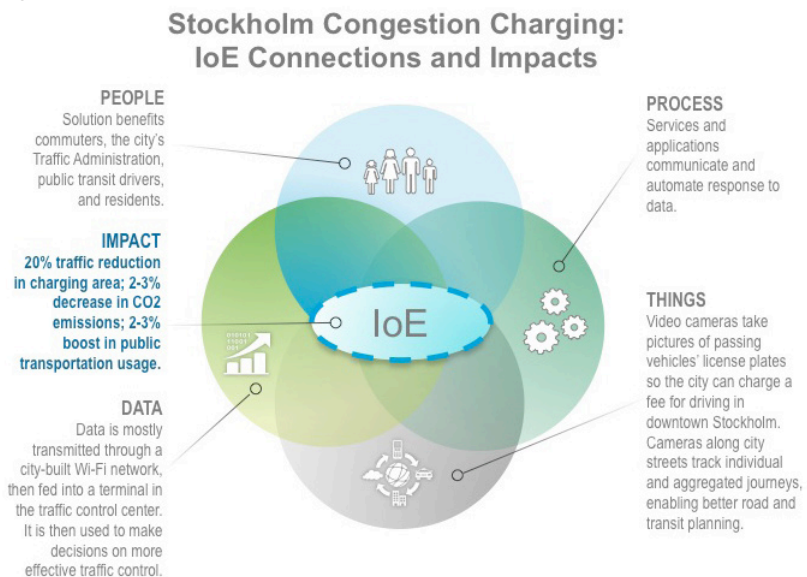 Stockholm Congestion Charging:
IoE Connections and Impacts
PEOPLE
Solution benefits
commuters, the city's
Traffic Administration,
public transit drivers,
and residents.
IMPACT
20% traffic reduction
in charging area; 2-3%
decrease in CO2
emissions; 2-3%
boost in public
transportation usage.
DATA
Data is mostly
transmitted through a
city-built Wi-Fi network,
then fed into a terminal in
the traffic control center.
It is then used to make
decisions on more
effective traffic control.
IoE
PROCESS
Services and
applications
communicate and
automate response to
data.
THINGS
Video cameras take
pictures of passing
vehicles' license plates
so the city can charge a
fee for driving in
downtown Stockholm.
Cameras along city
streets track individual
and aggregated journeys,
enabling better road and
transit planning.